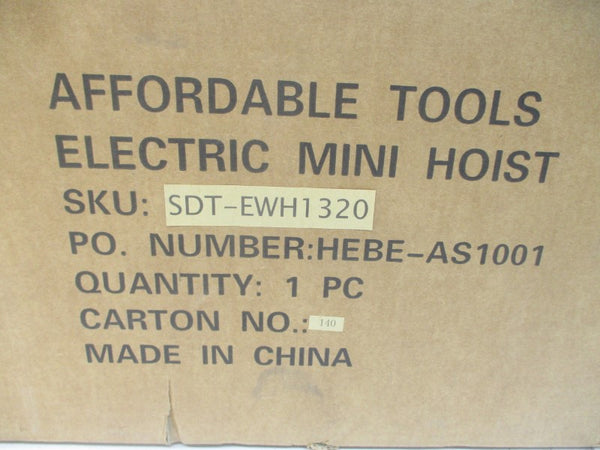 AFFORDABLE TOOLS
ELECTRIC MINI HOIST
SKU: SDT-EWH1320
PO. NUMBER:HEBE-AS1001
QUANTITY: 1 PC
CARTON NO.: 140
MADE IN CHINA